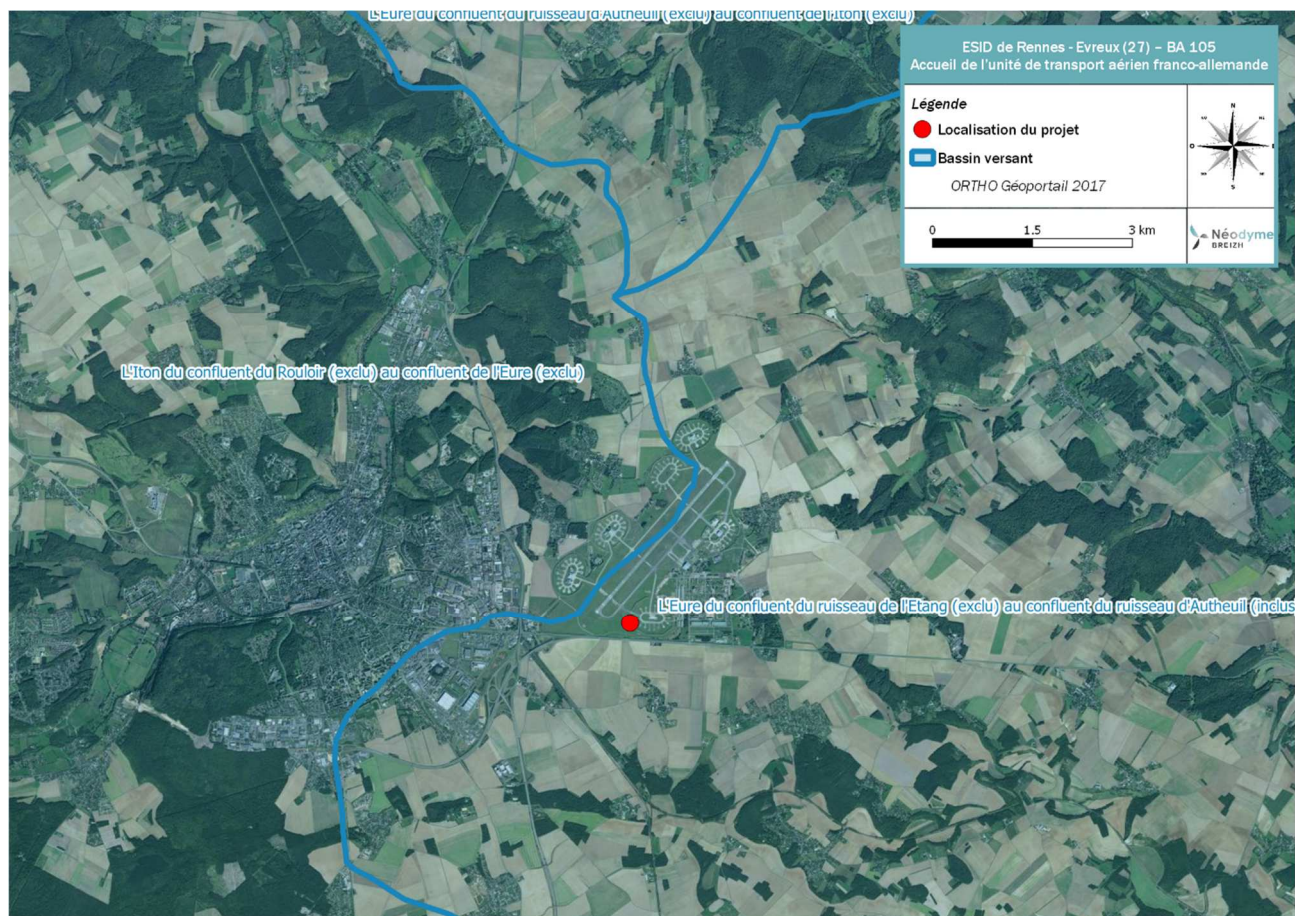 L'Eure du confluent du ruisseau d'Autheuil (exclu) au confluent de l'Iton (exclu)
ESID de Rennes - Evreux (27) – BA 105
Accueil de l'unité de transport aérien franco-allemande
Légende
Localisation du projet
Bassin versant
ORTHO Géoportail 2017
N
O
E
S
0 1.5 3 km
Néodyme
BREIZH
L'Iton du confluent du Rouloir (exclu) au confluent de l'Eure (exclu)
L'Eure du confluent du ruisseau de l'Etang (exclu) au confluent du ruisseau d'Autheuil (inclus